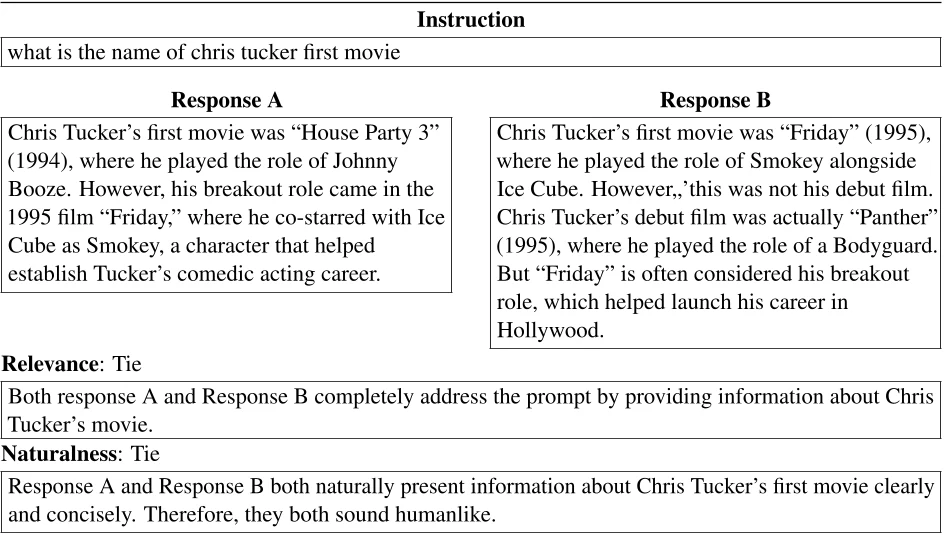 Instruction
what is the name of chris tucker first movie
Response A
Chris Tucker’s first movie was “House Party 3”
(1994), where he played the role of Johnny
Booze. However, his breakout role came in the
1995 film “Friday,” where he co-starred with Ice
Cube as Smokey, a character that helped
establish Tucker’s comedic acting career.
Response B
Chris Tucker’s first movie was “Friday” (1995),
where he played the role of Smokey alongside
Ice Cube. However,,’this was not his debut film.
Chris Tucker’s debut film was actually “Panther”
(1995), where he played the role of a Bodyguard.
But “Friday” is often considered his breakout
role, which helped launch his career in
Hollywood.
Relevance: Tie
Both response A and Response B completely address the prompt by providing information about Chris
Tucker’s movie.
Naturalness: Tie
Response A and Response B both naturally present information about Chris Tucker’s first movie clearly
and concisely. Therefore, they both sound humanlike.